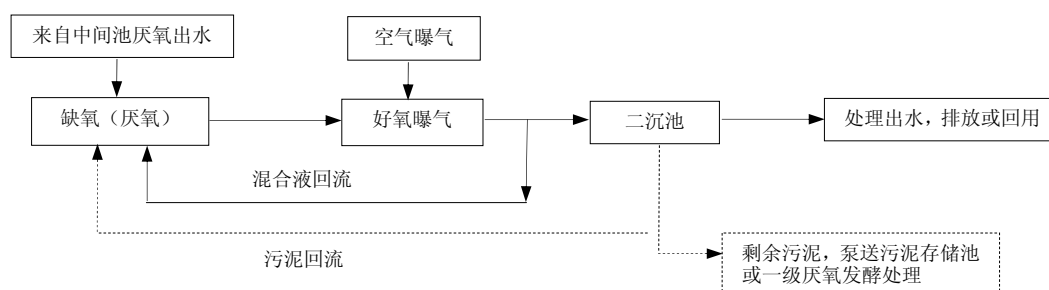 来自中间池厌氧出水
空气曝气
缺氧（厌氧）
好氧曝气
二沉池
处理出水，排放或回用
混合液回流
污泥回流
剩余污泥，泵送污泥存储池
或一级厌氧发酵处理